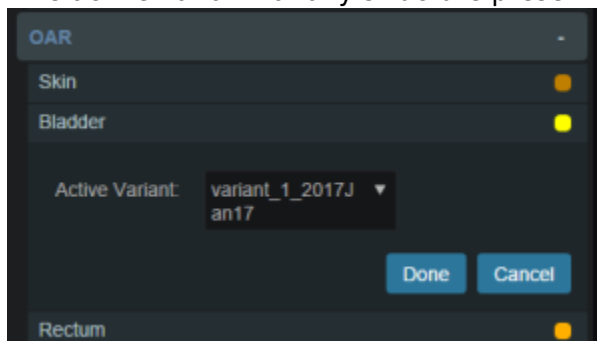 OAR -
Skin
Bladder
Active Variant: variant_1_2017J
an17
Done Cancel
Rectum